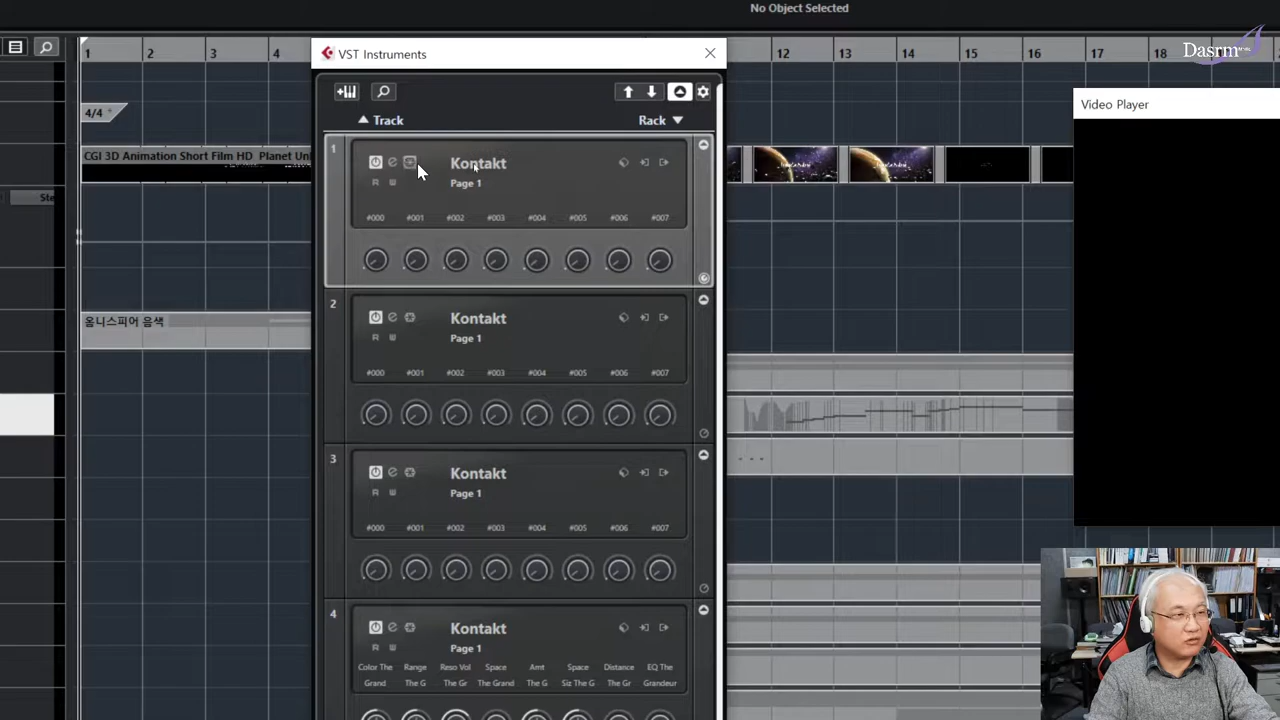 No Object Selected
1 2 3 4 12 13 14 15 16 17 18
Dasrm
VST Instruments
Video Player
4/4
Track
Rack
CGI 3D Animation Short Film HD Planet Unl
1
Kontakt
R W
Page 1
#000 #001 #002 #003 #004 #005 #006 #007
Ste
2
Kontakt
R W
Page 1
#000 #001 #002 #003 #004 #005 #006 #007
옴니스피어 음색
3
Kontakt
R W
Page 1
#000 #001 #002 #003 #004 #005 #006 #007
4
Kontakt
R W
Page 1
Color The Range Reso Vol Space Amt Space Distance EQ The
Grand The G The Gr The Grand The G Siz The G The Gr Grandeur